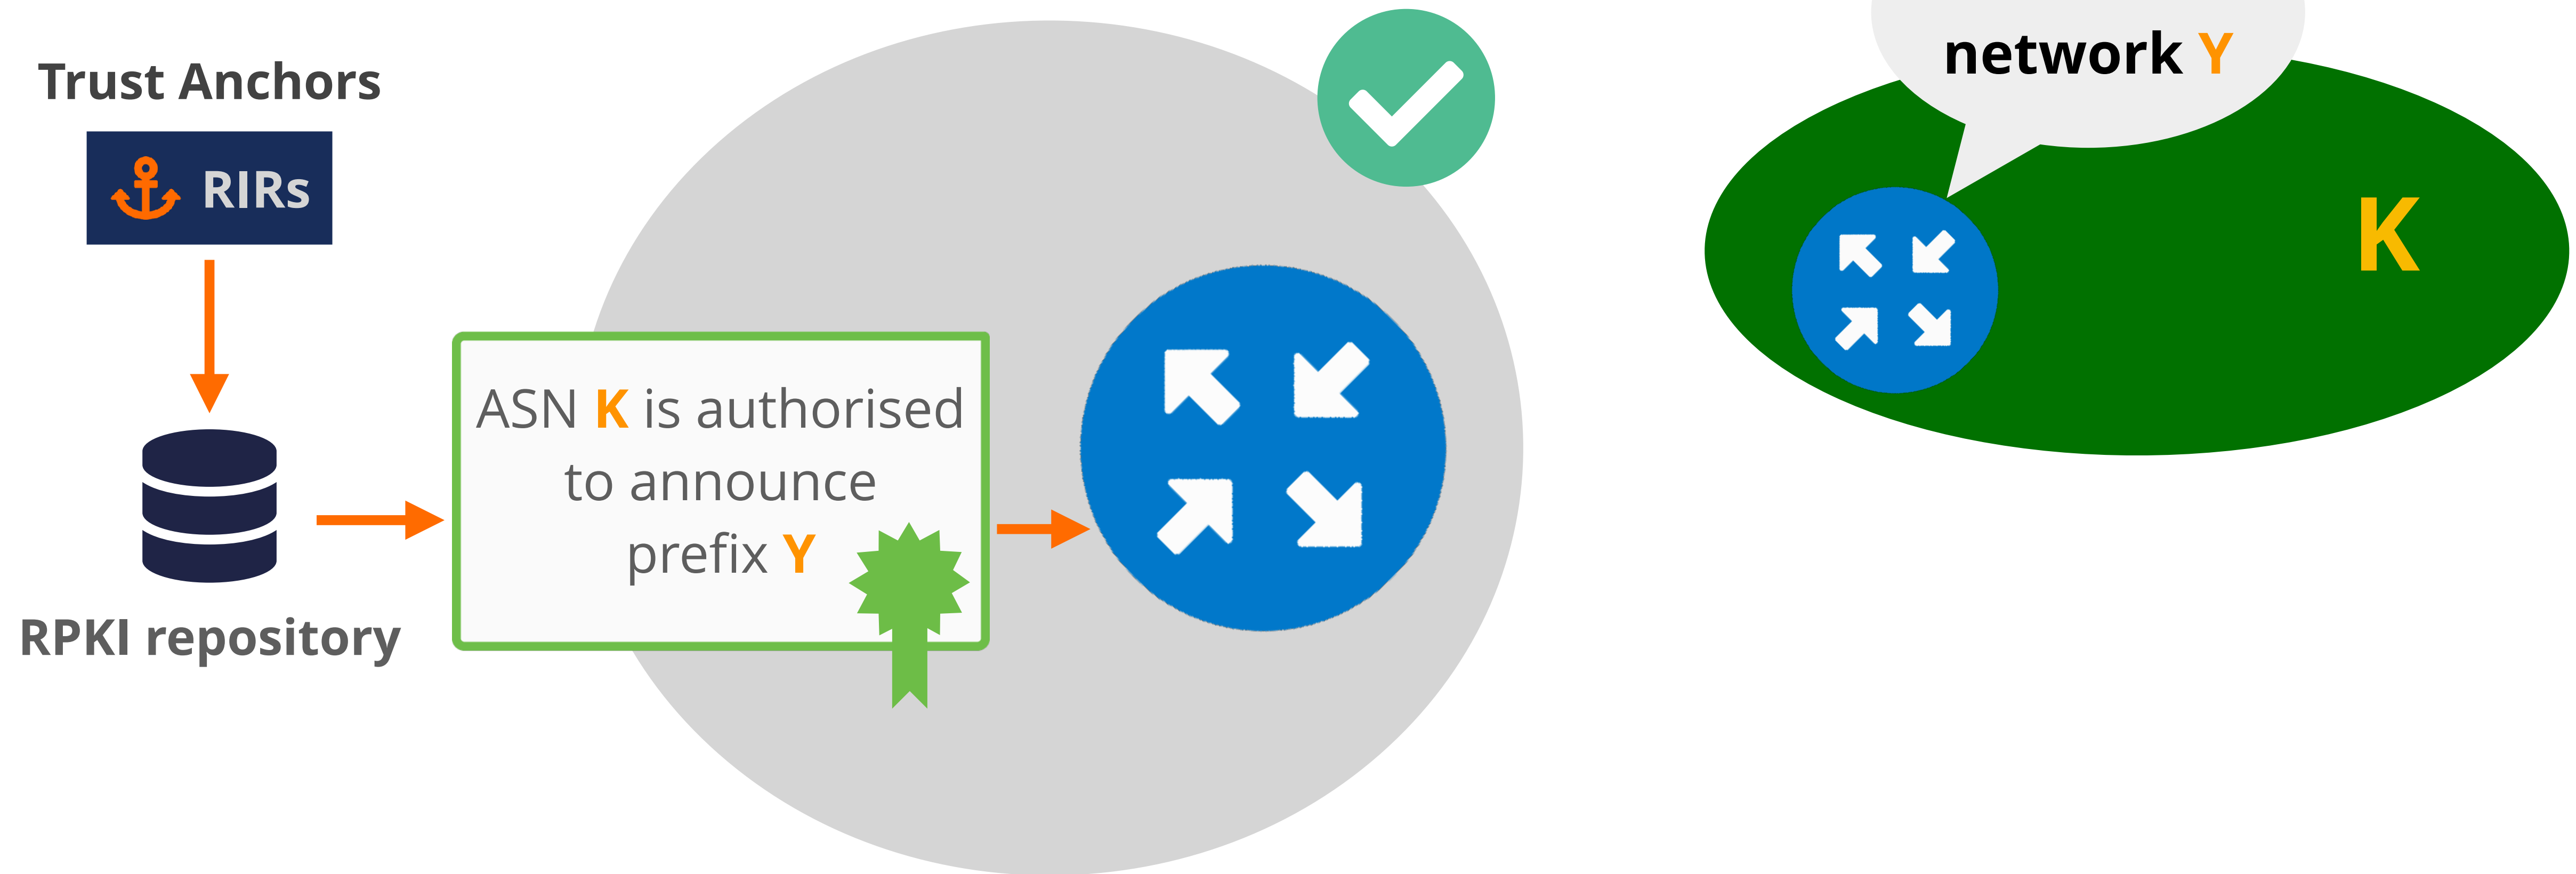 Trust Anchors
RIRs
RPKI repository
ASN K is authorised
to announce
prefix Y
network Y
K